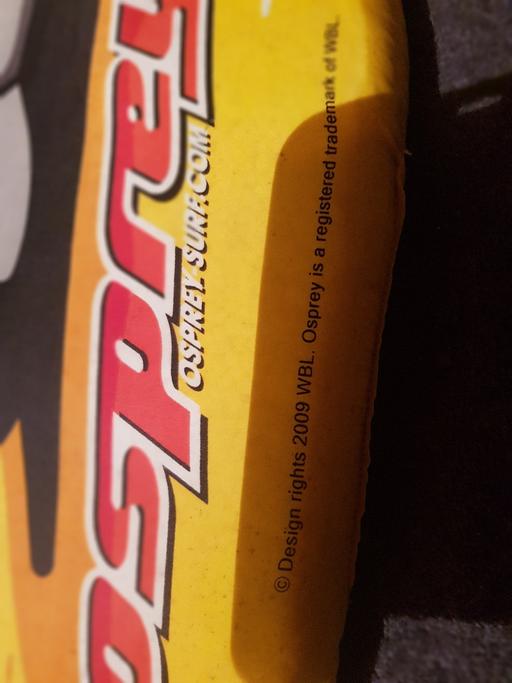 osprey
OSPREY-SURF.COM
© Design rights 2009 WBL. Osprey is a registered trademark of WBL.